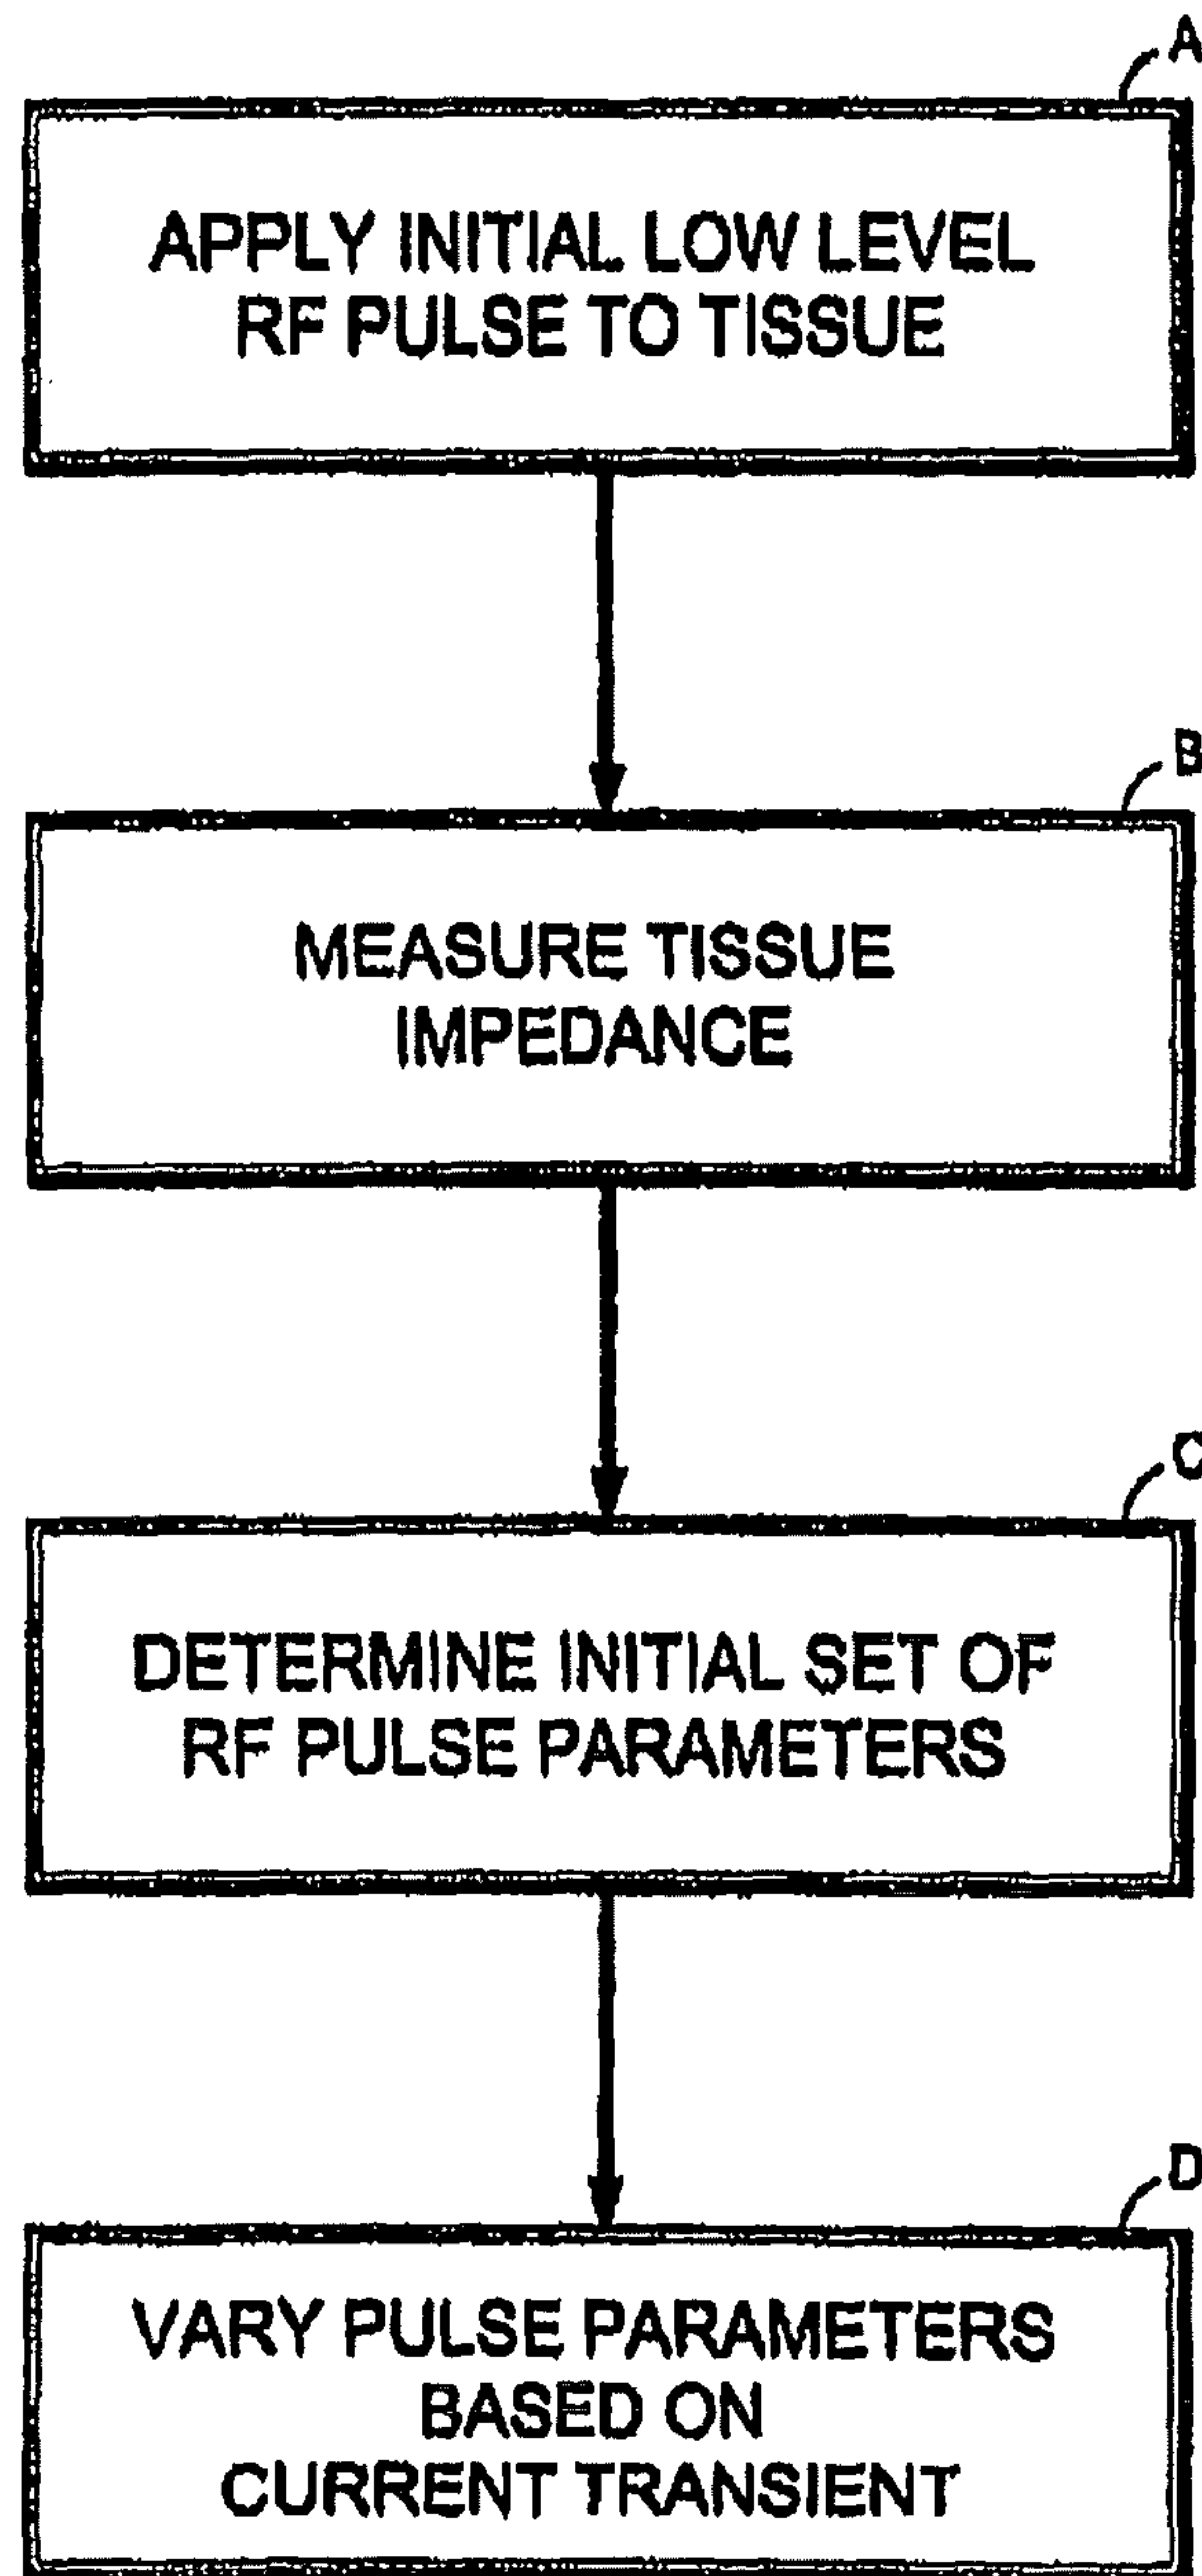 A
APPLY INITIAL LOW LEVEL
RF PULSE TO TISSUE
B
MEASURE TISSUE
IMPEDANCE
C
DETERMINE INITIAL SET OF
RF PULSE PARAMETERS
D
VARY PULSE PARAMETERS
BASED ON
CURRENT TRANSIENT